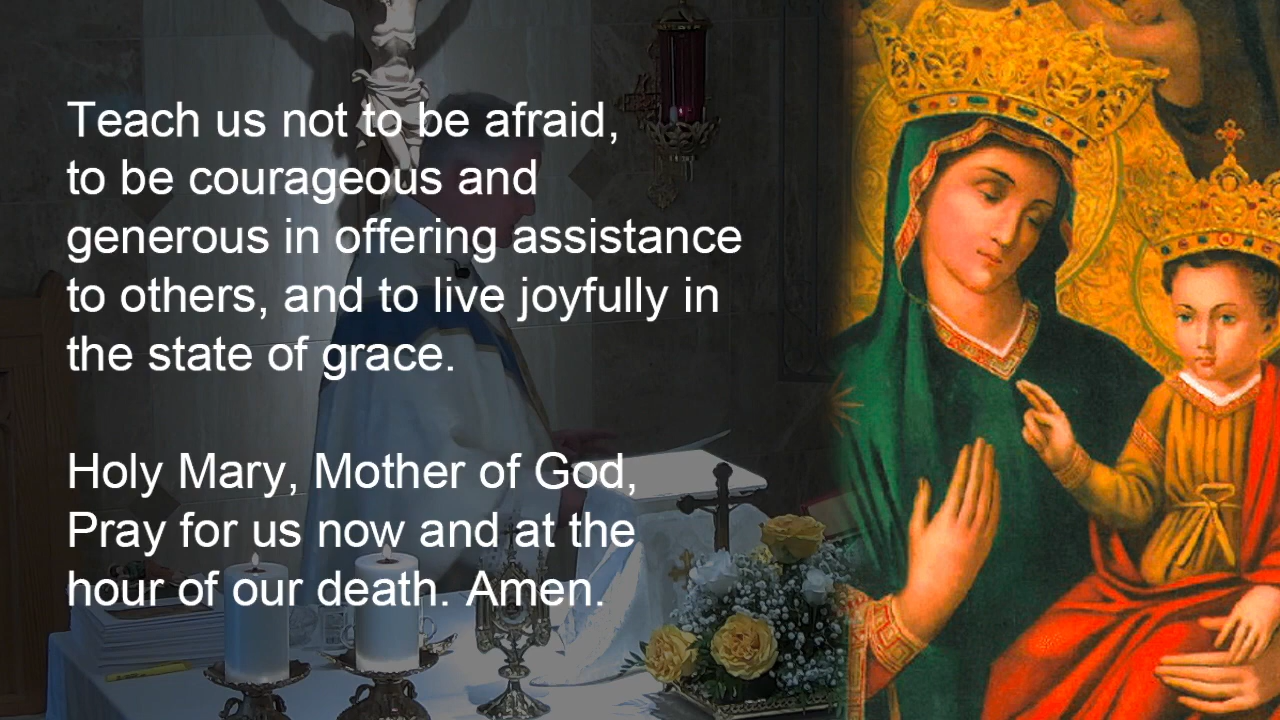 Teach us not to be afraid,
to be courageous and
generous in offering assistance
to others, and to live joyfully in
the state of grace.
Holy Mary, Mother of God,
Pray for us now and at the
hour of our death. Amen.